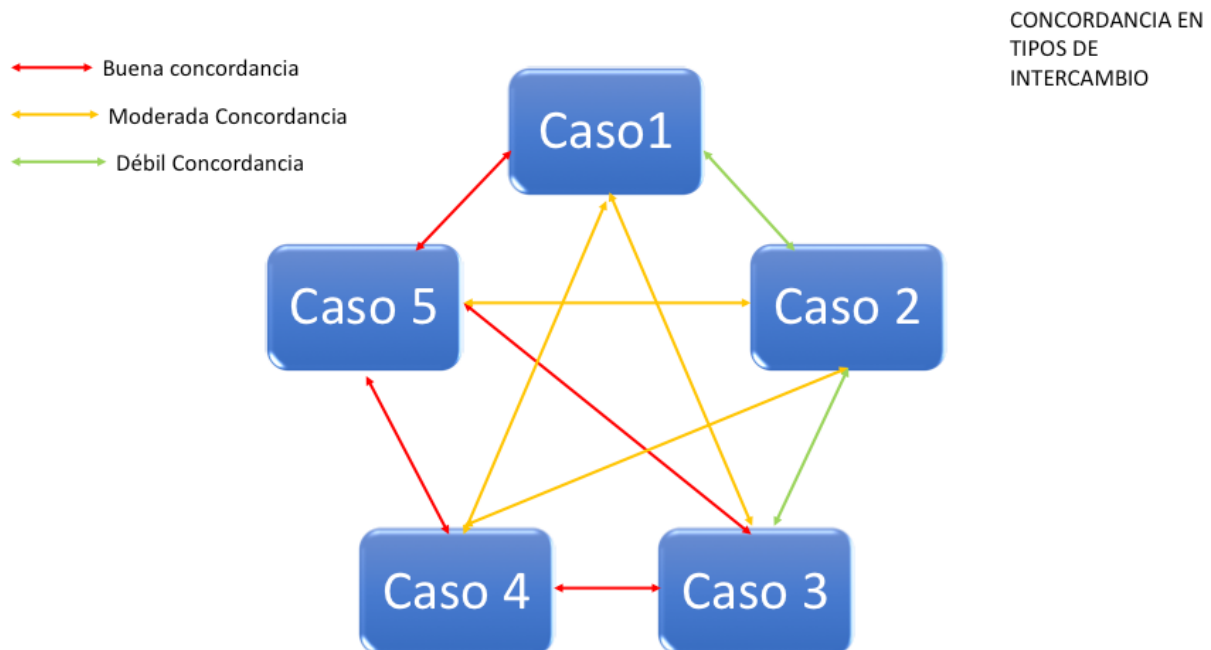 CONCORDANCIA EN
TIPOS DE
INTERCAMBIO
Buena concordancia
Moderada Concordancia
Débil Concordancia
Caso1
Caso 5
Caso 2
Caso 4
Caso 3